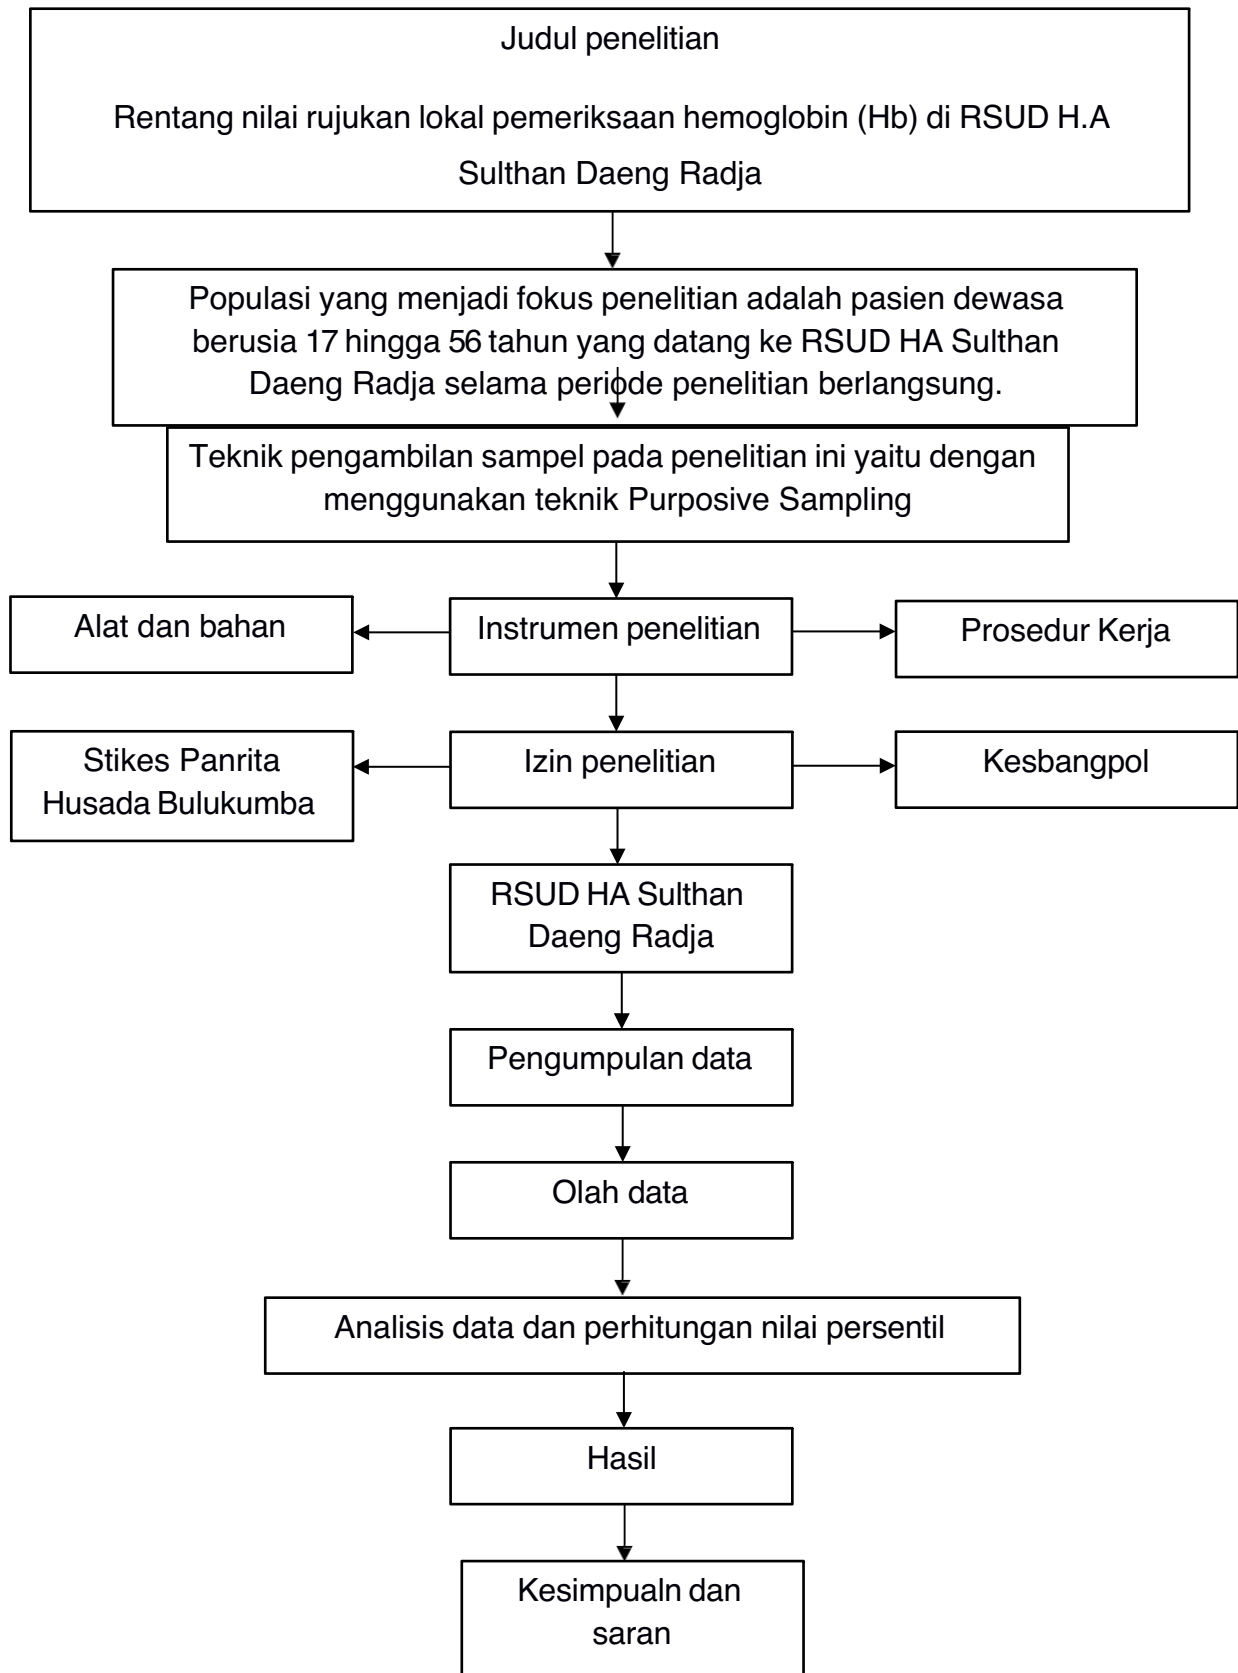 Judul penelitian
Rentang nilai rujukan lokal pemeriksaan hemoglobin (Hb) di RSUD H.A
Sulthan Daeng Radja
Populasi yang menjadi fokus penelitian adalah pasien dewasa
berusia 17 hingga 56 tahun yang datang ke RSUD HA Sulthan
Daeng Radja selama periode penelitian berlangsung.
Teknik pengambilan sampel pada penelitian ini yaitu dengan
menggunakan teknik Purposive Sampling
Alat dan bahan
Instrumen penelitian
Prosedur Kerja
Stikes Panrita
Husada Bulukumba
Izin penelitian
Kesbangpol
RSUD HA Sulthan
Daeng Radja
Pengumpulan data
Olah data
Analisis data dan perhitungan nilai persentil
Hasil
Kesimpualn dan
saran